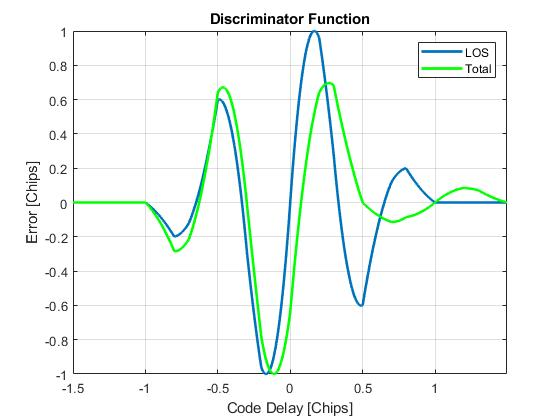 Discriminator Function
LOS
Total
Error [Chips]
1
0.8
0.6
0.4
0.2
0
-0.2
-0.4
-0.6
-0.8
-1
-1.5 -1 -0.5 0 0.5 1
Code Delay [Chips]